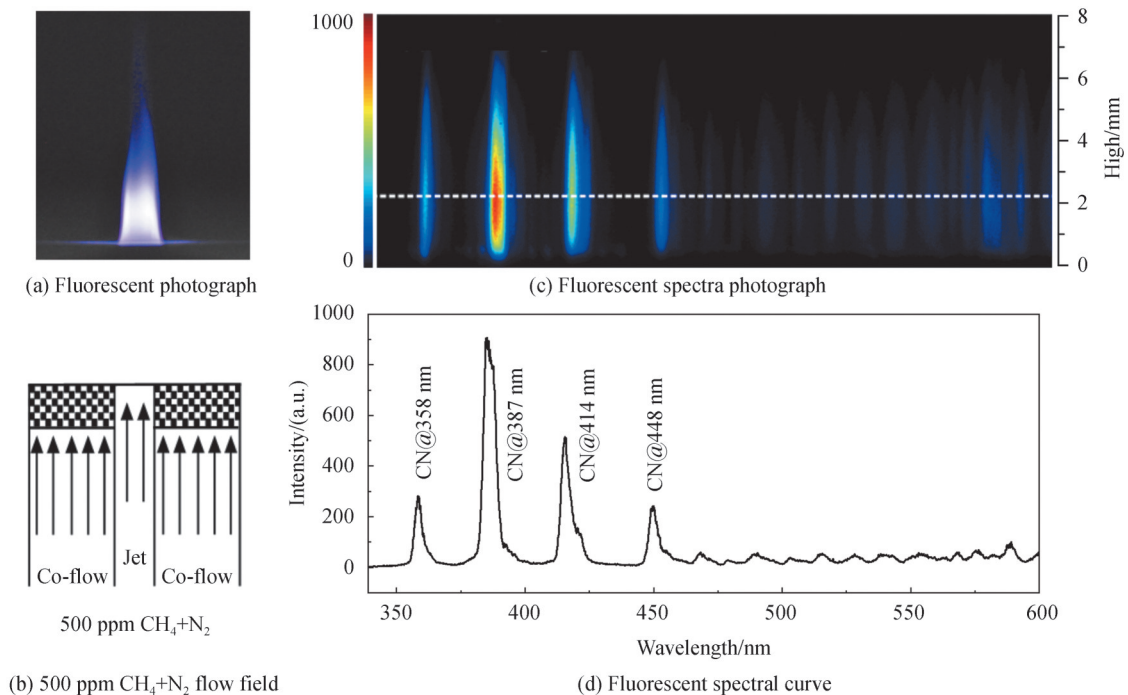 (a) Fluorescent photograph
Jet
Co-flow
Co-flow
500 ppm CH₄+N₂
(b) 500 ppm CH₄+N₂ flow field
1000
0
8
6
4
2
0
High/mm
(c) Fluorescent spectra photograph
1000
800
600
400
200
0
Intensity/(a.u.)
CN@358 nm
CN@387 nm
CN@414 nm
CN@448 nm
350
400
450
500
550
600
Wavelength/nm
(d) Fluorescent spectral curve